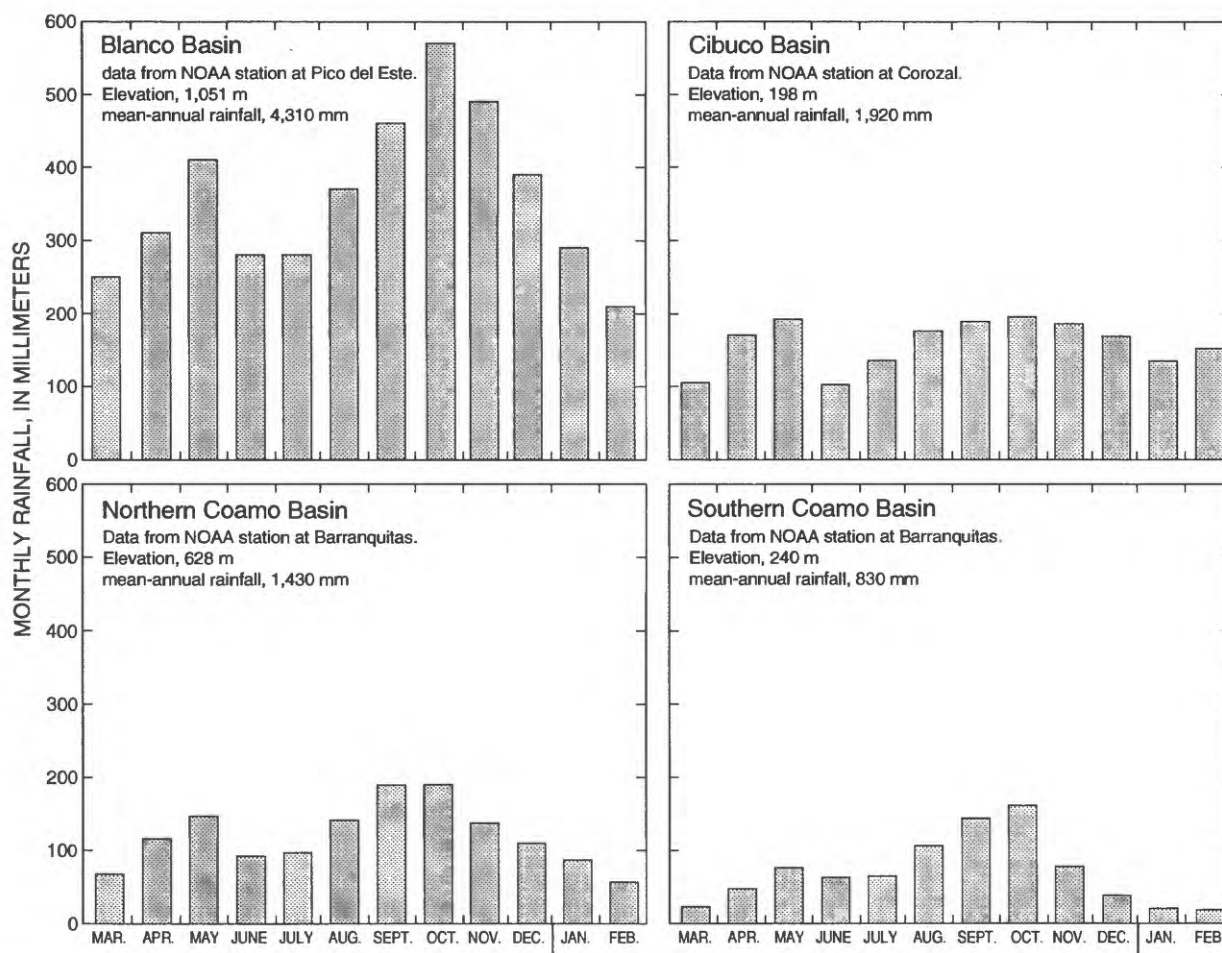 MONTHLY RAINFALL, IN MILLIMETERS
600
500
400
300
200
100
0
Blanco Basin
data from NOAA station at Pico del Este.
Elevation, 1,051 m
mean-annual rainfall, 4,310 mm
Cibuco Basin
Data from NOAA station at Corozal.
Elevation, 198 m
mean-annual rainfall, 1,920 mm
600
500
400
300
200
100
0
Northern Coamo Basin
Data from NOAA station at Barranquitas.
Elevation, 628 m
mean-annual rainfall, 1,430 mm
MAR. APR. MAY JUNE JULY AUG. SEPT. OCT. NOV. DEC. JAN. FEB.
Southern Coamo Basin
Data from NOAA station at Barranquitas.
Elevation, 240 m
mean-annual rainfall, 830 mm
MAR. APR. MAY JUNE JULY AUG. SEPT. OCT. NOV. DEC. JAN. FEB.